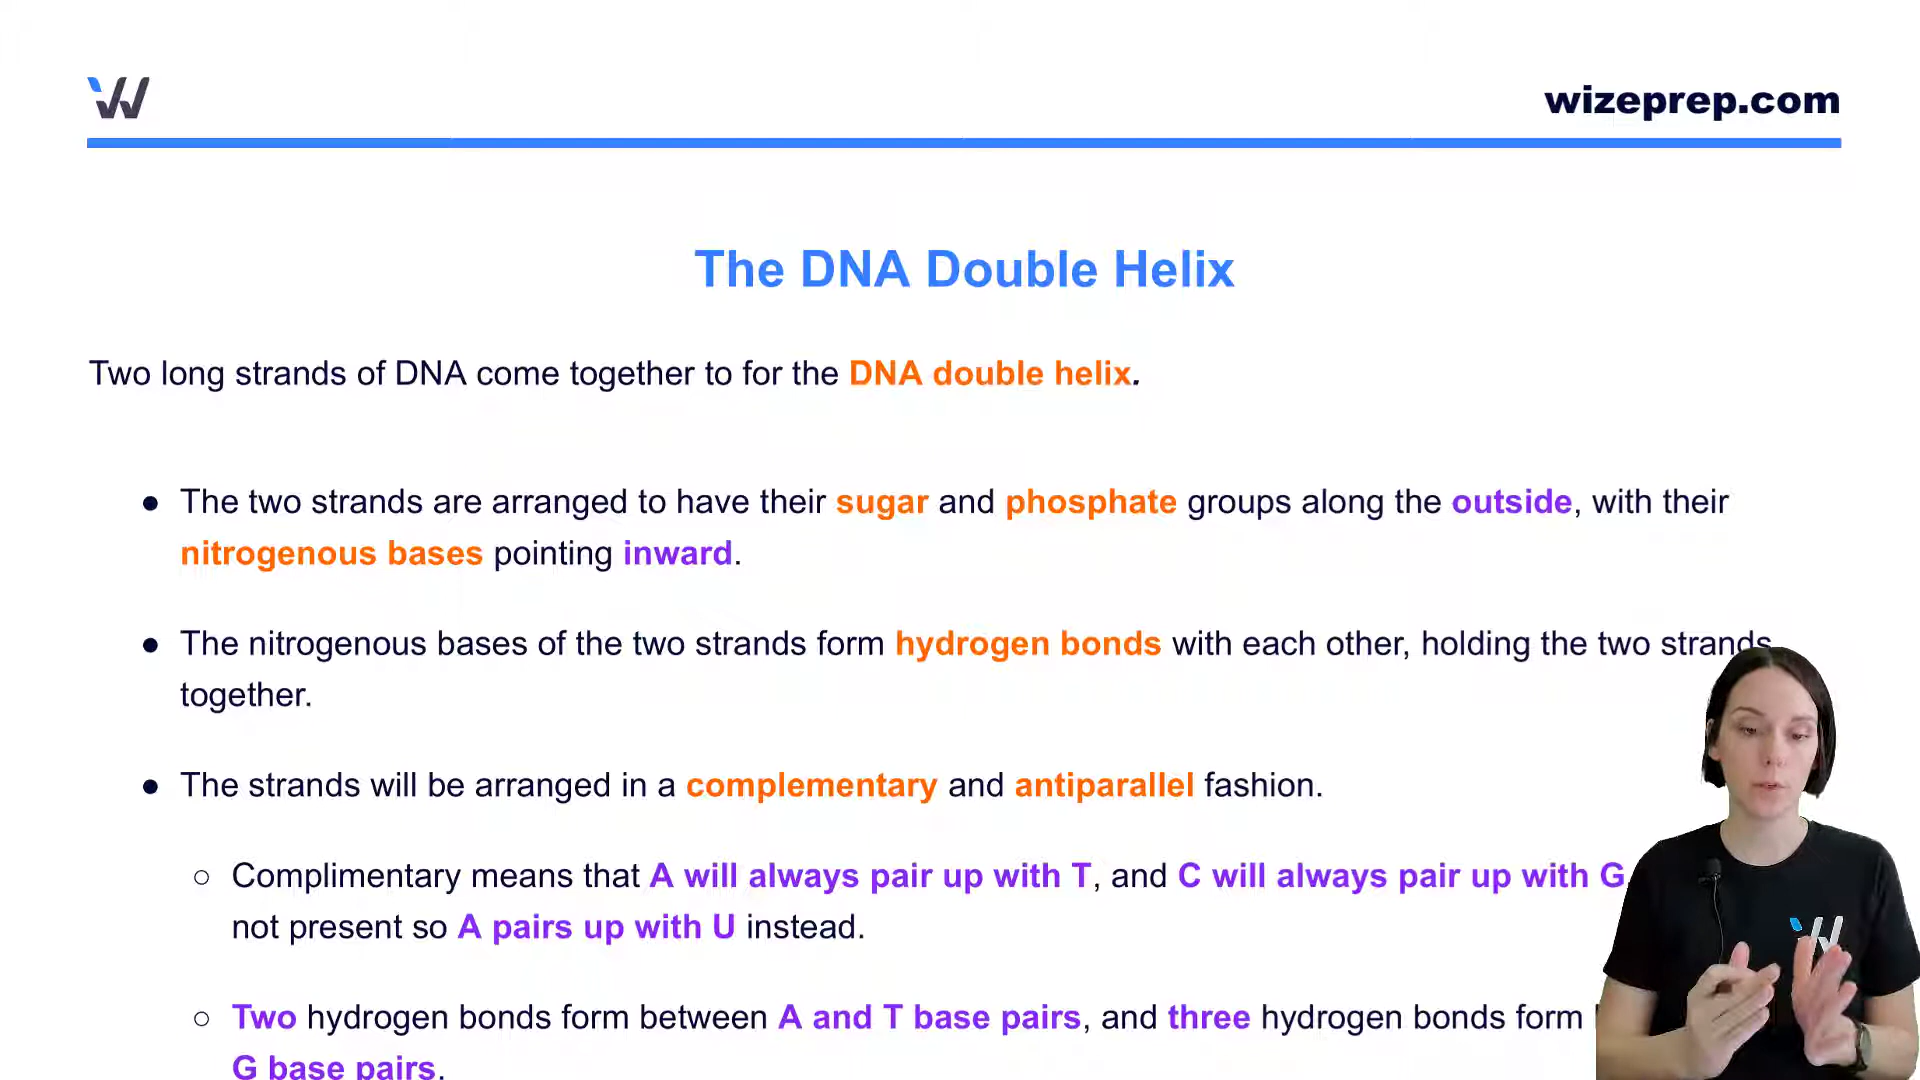 wizeprep.com
The DNA Double Helix
Two long strands of DNA come together to for the DNA double helix.
● The two strands are arranged to have their sugar and phosphate groups along the outside, with their
nitrogenous bases pointing inward.
● The nitrogenous bases of the two strands form hydrogen bonds with each other, holding the two strands
together.
● The strands will be arranged in a complementary and antiparallel fashion.
○ Complimentary means that A will always pair up with T, and C will always pair up with G
not present so A pairs up with U instead.
○ Two hydrogen bonds form between A and T base pairs, and three hydrogen bonds form
G base pairs.